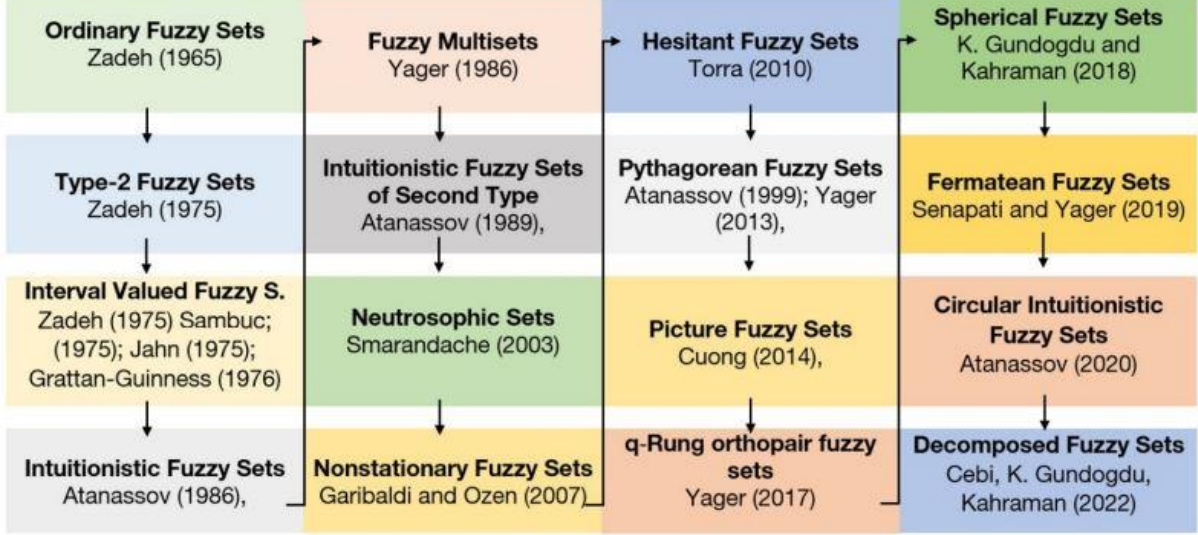 Ordinary Fuzzy Sets
Zadeh (1965)
Type-2 Fuzzy Sets
Zadeh (1975)
Interval Valued Fuzzy S.
Zadeh (1975) Sambuc;
(1975); Jahn (1975);
Grattan-Guinness (1976)
Intuitionistic Fuzzy Sets
Atanassov (1986),
Fuzzy Multisets
Yager (1986)
Intuitionistic Fuzzy Sets
of Second Type
Atanassov (1989),
Neutrosophic Sets
Smarandache (2003)
Nonstationary Fuzzy Sets
Garibaldi and Ozen (2007)
Hesitant Fuzzy Sets
Torra (2010)
Pythagorean Fuzzy Sets
Atanassov (1999); Yager
(2013),
Picture Fuzzy Sets
Cuong (2014),
q-Rung orthopair fuzzy
sets
Yager (2017)
Spherical Fuzzy Sets
K. Gundogdu and
Kahraman (2018)
Fermatean Fuzzy Sets
Senapati and Yager (2019)
Circular Intuitionistic
Fuzzy Sets
Atanassov (2020)
Decomposed Fuzzy Sets
Cebi, K. Gundogdu,
Kahraman (2022)